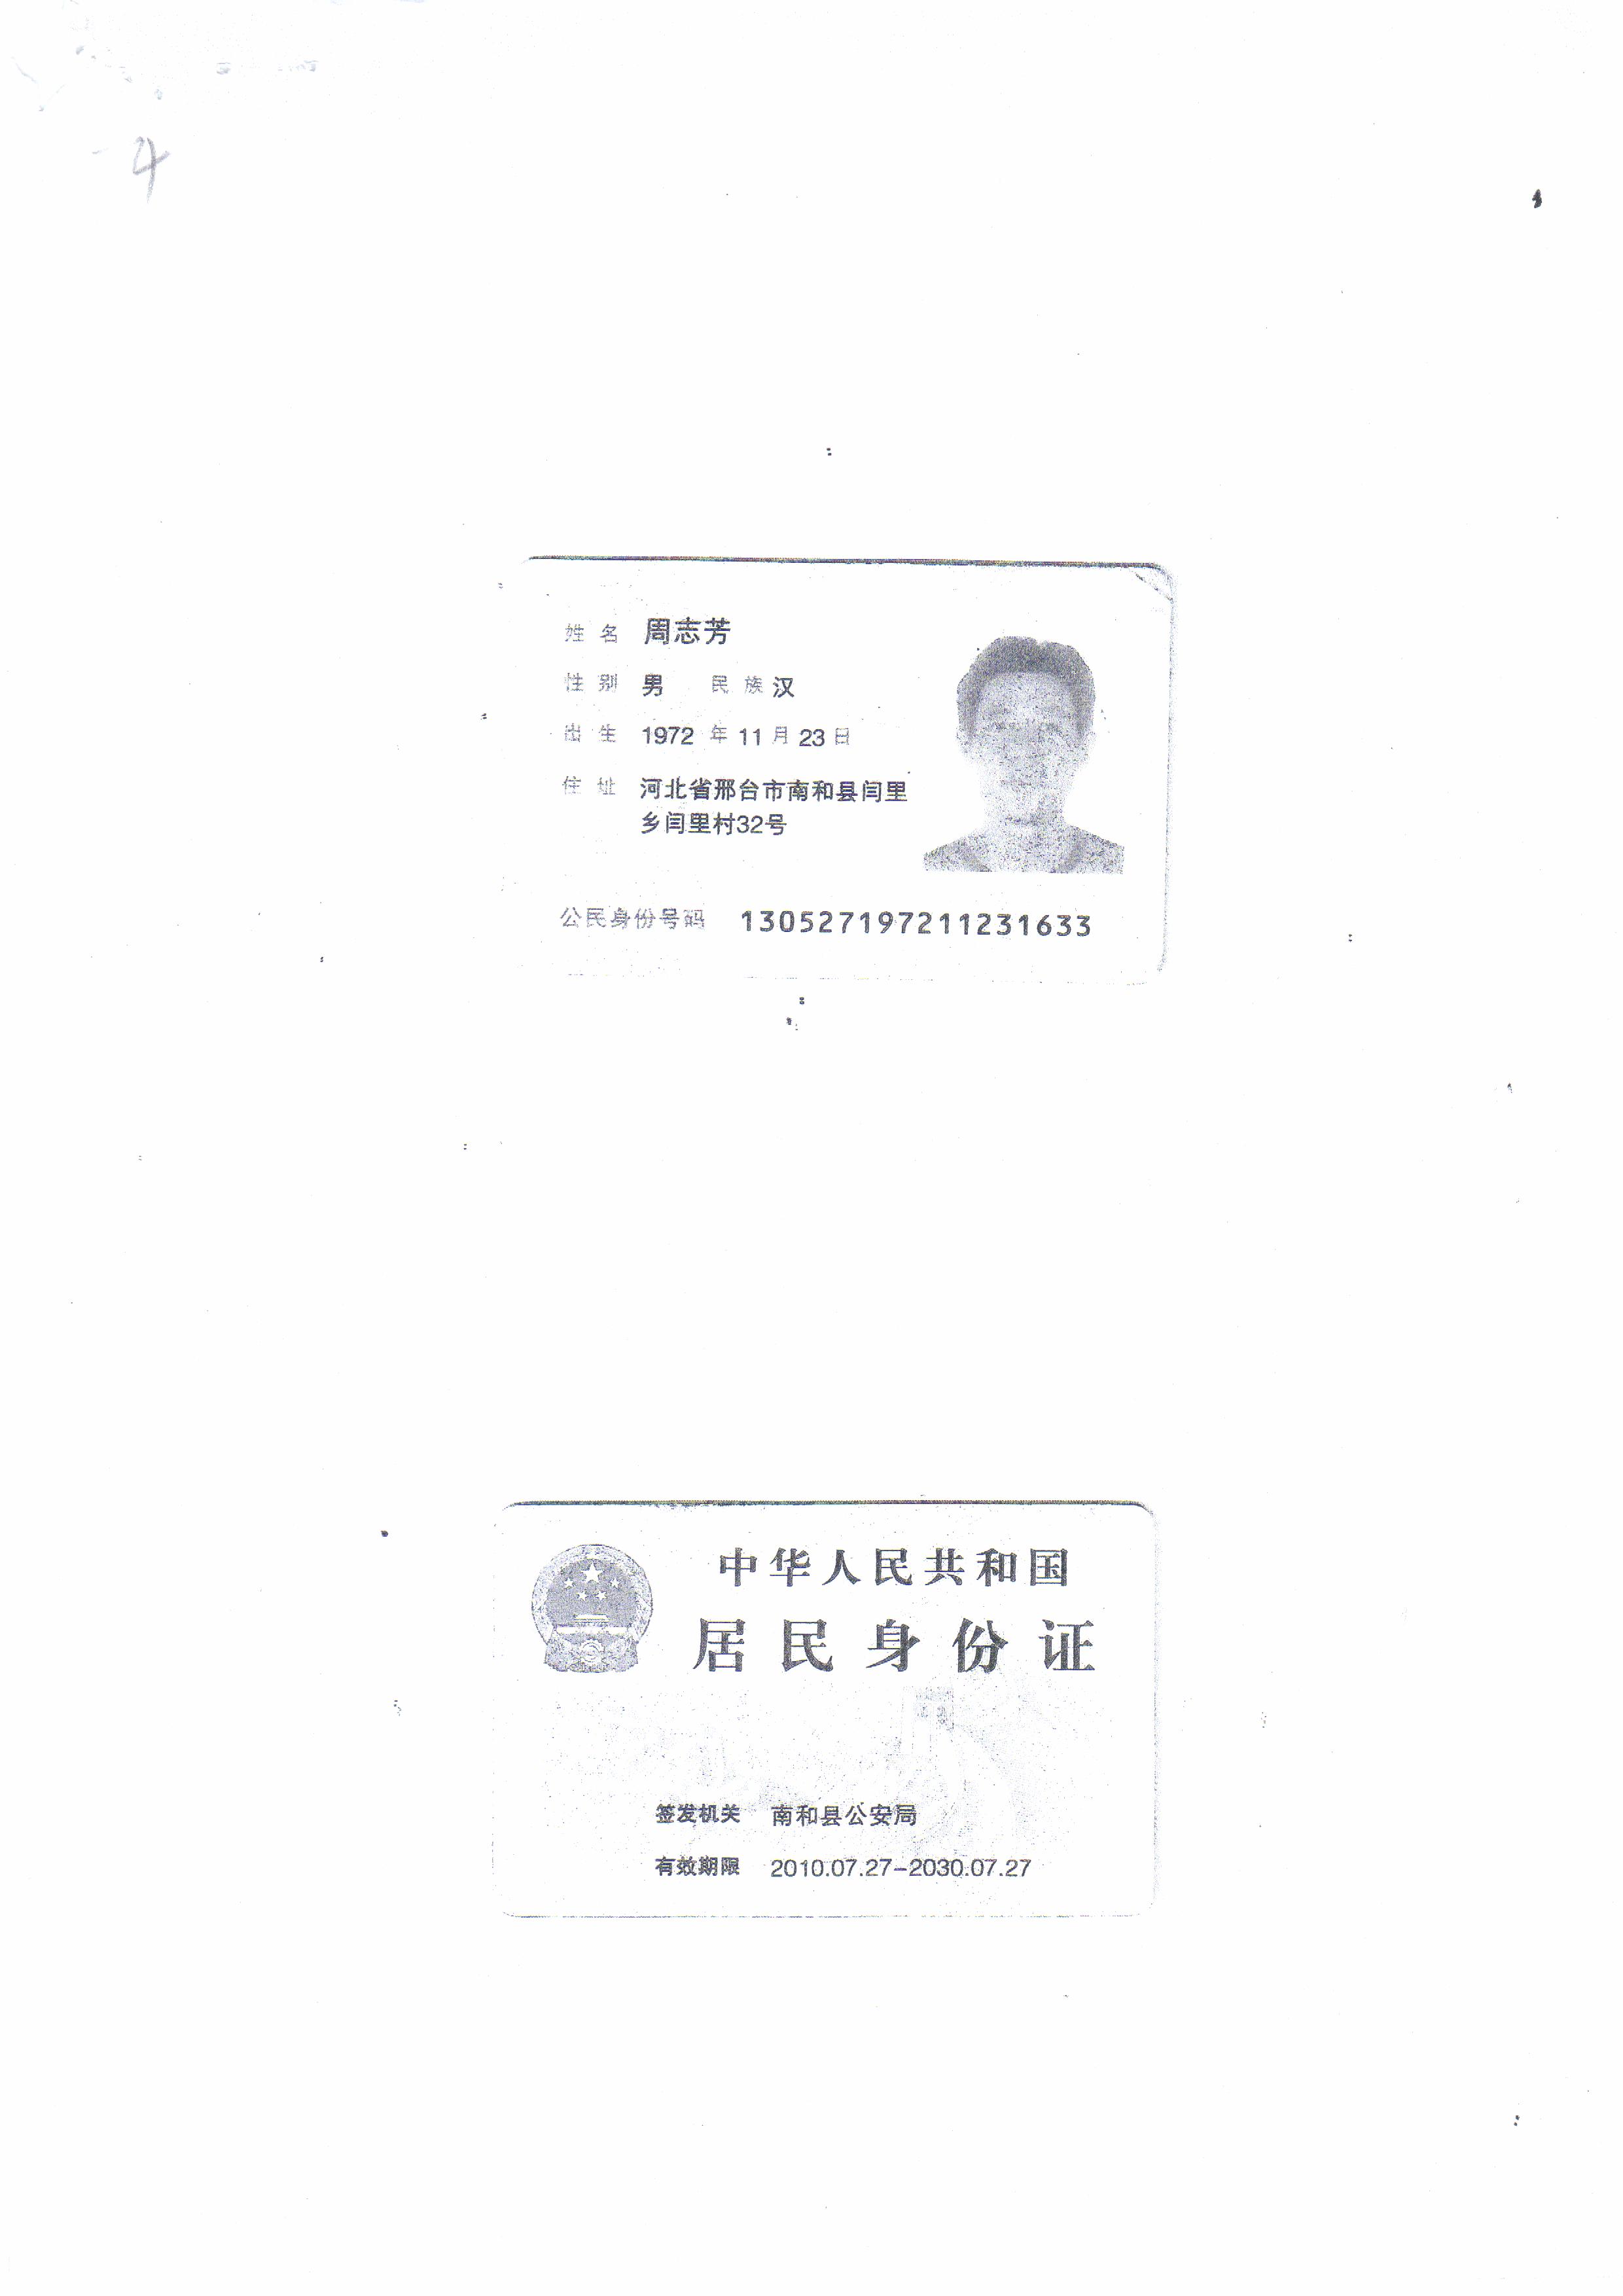 4
姓名 周志芳
性别 男 民族 汉
出生 1972 年 11 月 23 日
住址 河北省邢台市南和县闫里
乡闫里村32号
公民身份号码 130527197211231633
中华人民共和国
居民身份证
签发机关 南和县公安局
有效期限 2010.07.27-2030.07.27